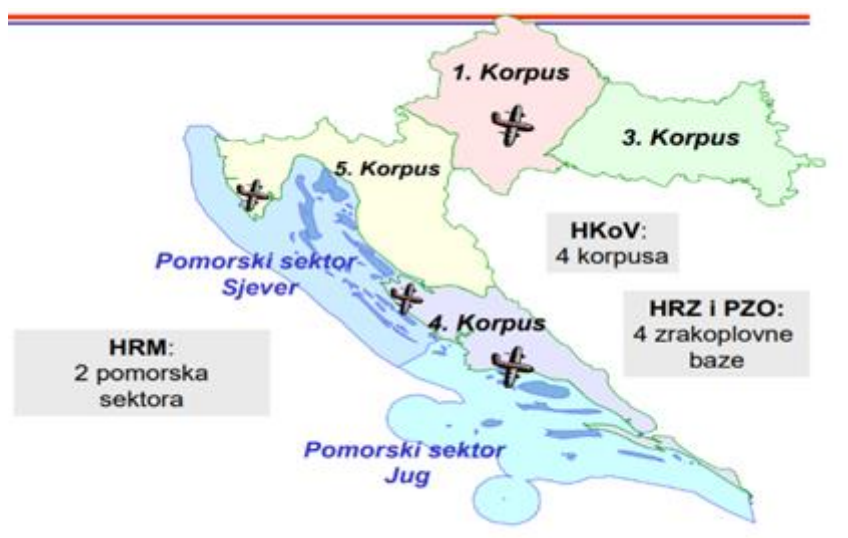 1. Korpus
3. Korpus
5. Korpus
HKoV:
4 korpusa
Pomorski sektor
Sjever
HRZ i PZO:
4 zrakoplovne
baze
4. Korpus
HRM:
2 pomorska
sektora
Pomorski sektor
Jug